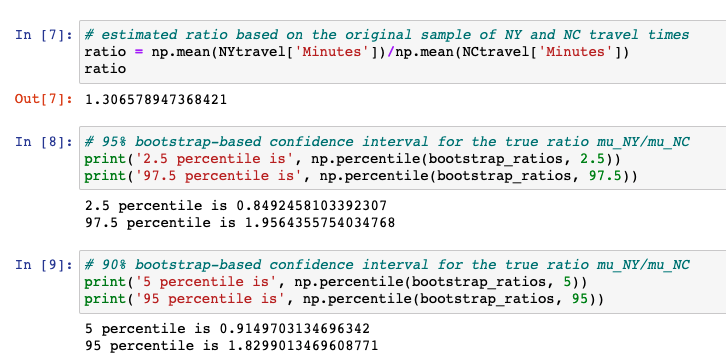 In [7]: # estimated ratio based on the original sample of NY and NC travel times
ratio = np.mean(NYtravel['Minutes'])/np.mean(NCtravel['Minutes'])
ratio
Out[7]: 1.306578947368421
In [8]: # 95% bootstrap-based confidence interval for the true ratio mu_NY/mu_NC
print('2.5 percentile is', np.percentile(bootstrap_ratios, 2.5))
print('97.5 percentile is', np.percentile(bootstrap_ratios, 97.5))
2.5 percentile is 0.8492458103392307
97.5 percentile is 1.9564355754034768
In [9]: # 90% bootstrap-based confidence interval for the true ratio mu_NY/mu_NC
print('5 percentile is', np.percentile(bootstrap_ratios, 5))
print('95 percentile is', np.percentile(bootstrap_ratios, 95))
5 percentile is 0.9149703134696342
95 percentile is 1.8299013469608771